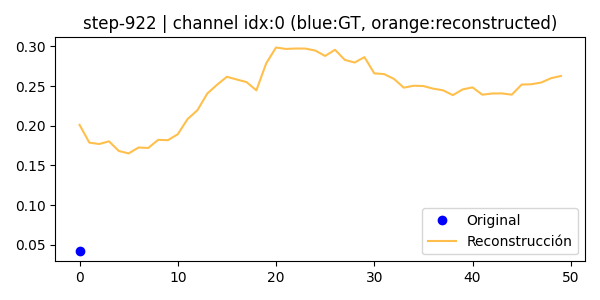 step-922 | channel idx:0 (blue:GT, orange:reconstructed)
0.30
0.25
0.20
0.15
0.10
0.05
Original
Reconstrucción
0 10 20 30 40 50